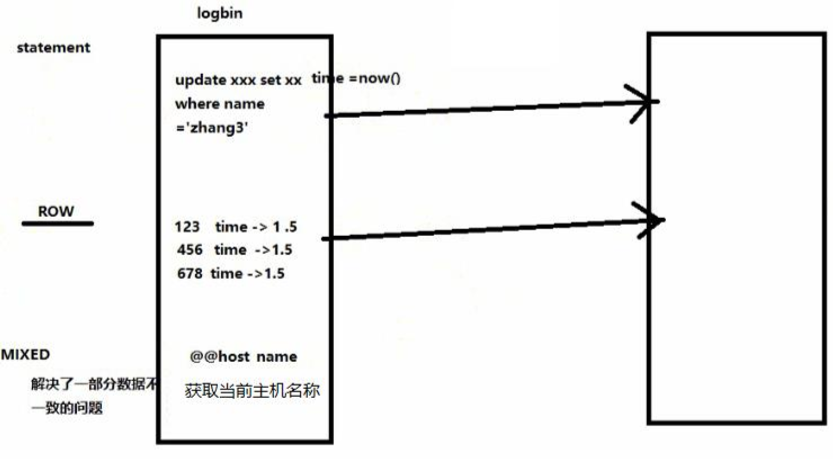 logbin
statement
update xxx set xx time =now()
where name
='zhang3'
ROW
123 time -> 1 .5
456 time ->1.5
678 time ->1.5
MIXED
@@host name
解决了一部分数据不
一致的问题
获取当前主机名称